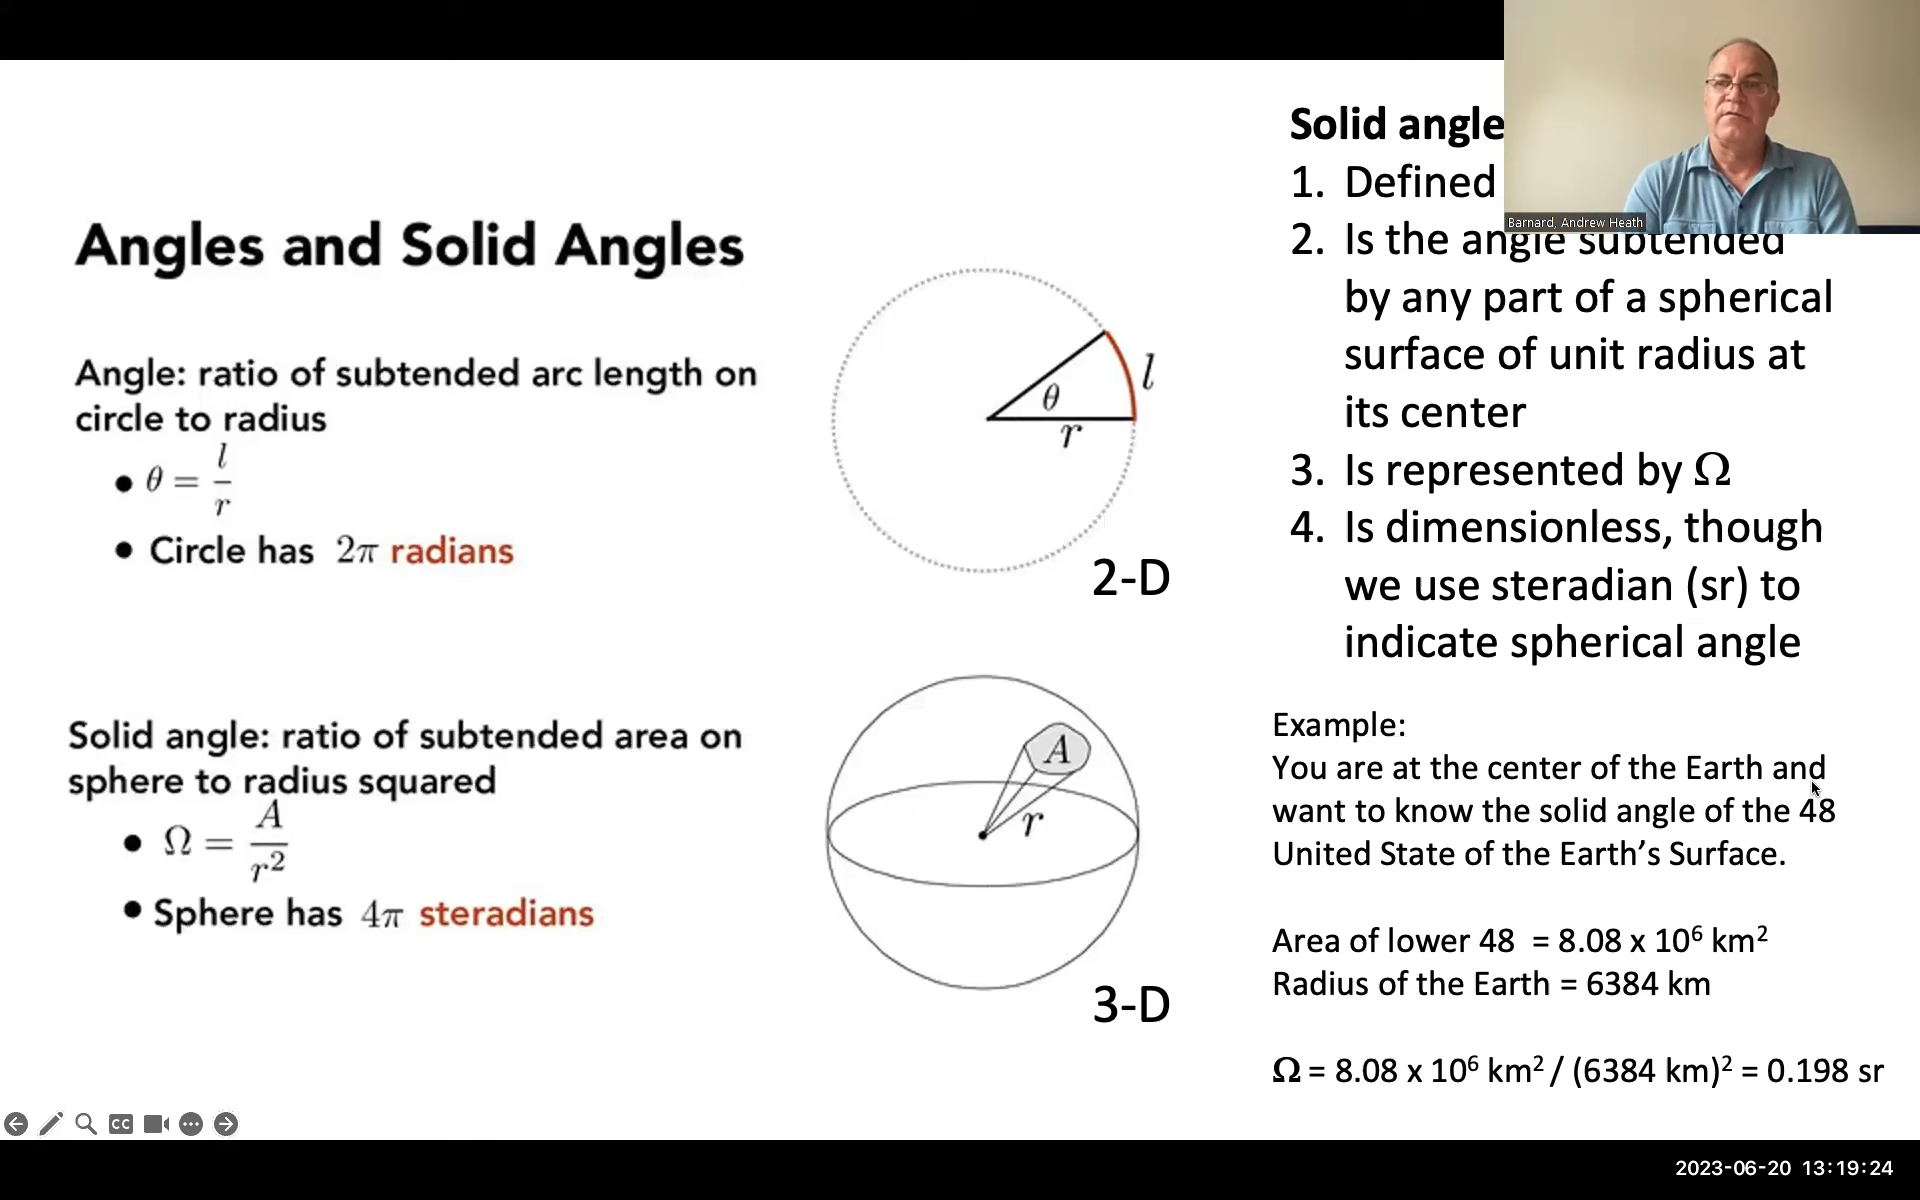 Angles and Solid Angles
Angle: ratio of subtended arc length on
circle to radius
• θ = l/r
• Circle has 2π radians
Solid angle: ratio of subtended area on
sphere to radius squared
• Ω = A/r²
• Sphere has 4π steradians
l
θ
r
2-D
A
r
3-D
Solid angle
1. Defined
2. Is the angle subtended
by any part of a spherical
surface of unit radius at
its center
3. Is represented by Ω
4. Is dimensionless, though
we use steradian (sr) to
indicate spherical angle
Example:
You are at the center of the Earth and
want to know the solid angle of the 48
United State of the Earth’s Surface.
Area of lower 48 = 8.08 x 10⁶ km²
Radius of the Earth = 6384 km
Ω = 8.08 x 10⁶ km² / (6384 km)² = 0.198 sr
Barnard, Andrew Heath
CC
2023-06-20 13:19:24